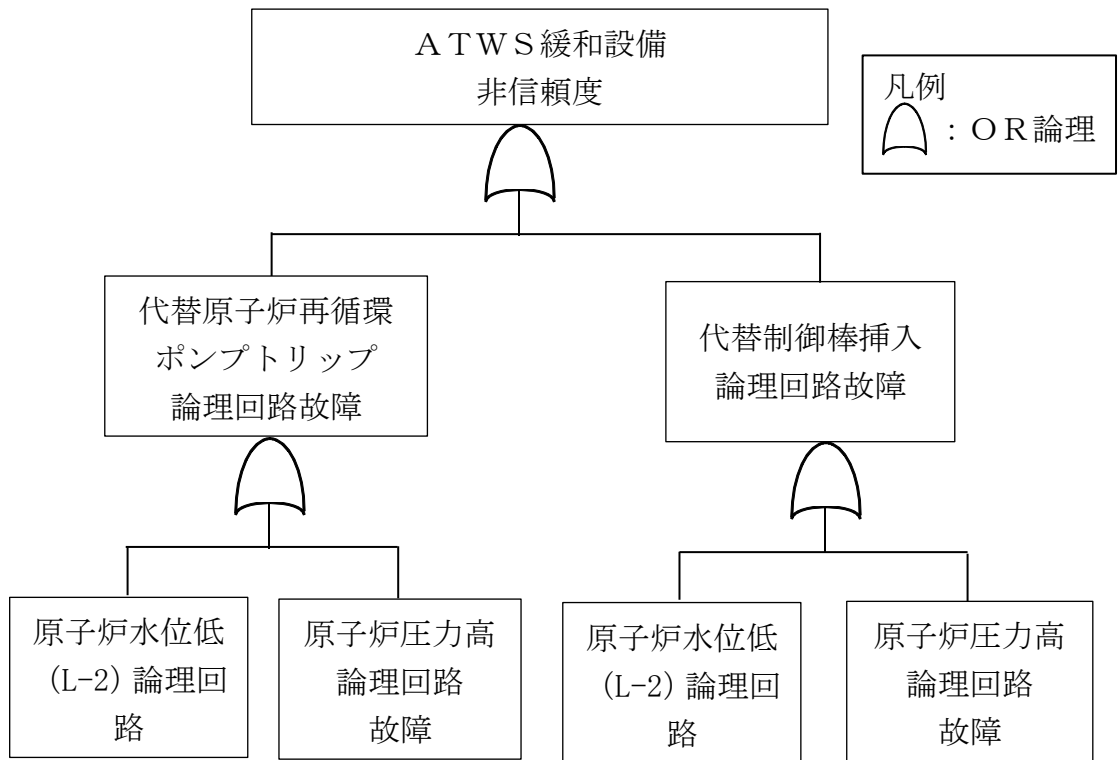 ＡＴＷＳ緩和設備
非信頼度
凡例
：ＯＲ論理
代替原子炉再循環
ポンプトリップ
論理回路故障
代替制御棒挿入
論理回路故障
原子炉水位低
(L-2)論理回
路
原子炉圧力高
論理回路
故障
原子炉水位低
(L-2)論理回
路
原子炉圧力高
論理回路
故障